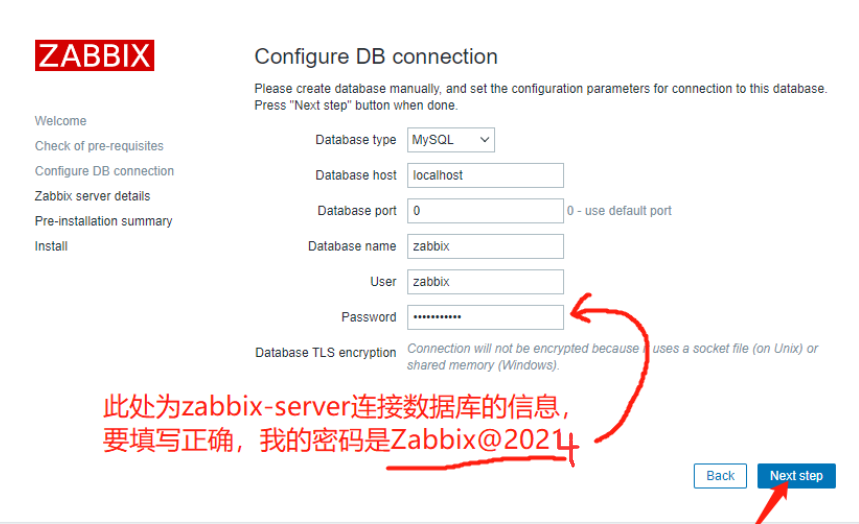 ZABBIX
Configure DB connection
Please create database manually, and set the configuration parameters for connection to this database.
Press "Next step" button when done.
Welcome
Check of pre-requisites
Configure DB connection
Zabbix server details
Pre-installation summary
Install
Database type MySQL
Database host localhost
Database port 0 0 - use default port
Database name zabbix
User zabbix
Password •••••••••••
Database TLS encryption Connection will not be encrypted because it uses a socket file (on Unix) or
shared memory (Windows).
此处为zabbix-server连接数据库的信息，
要填写正确，我的密码是Zabbix@2021
Back Next step